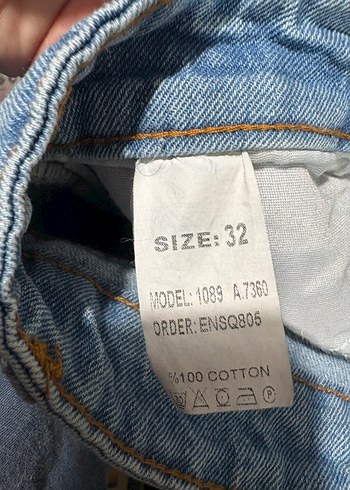 SIZE: 32
MODEL: 1089 A.7360
ORDER: ENSQ805
%100 COTTON